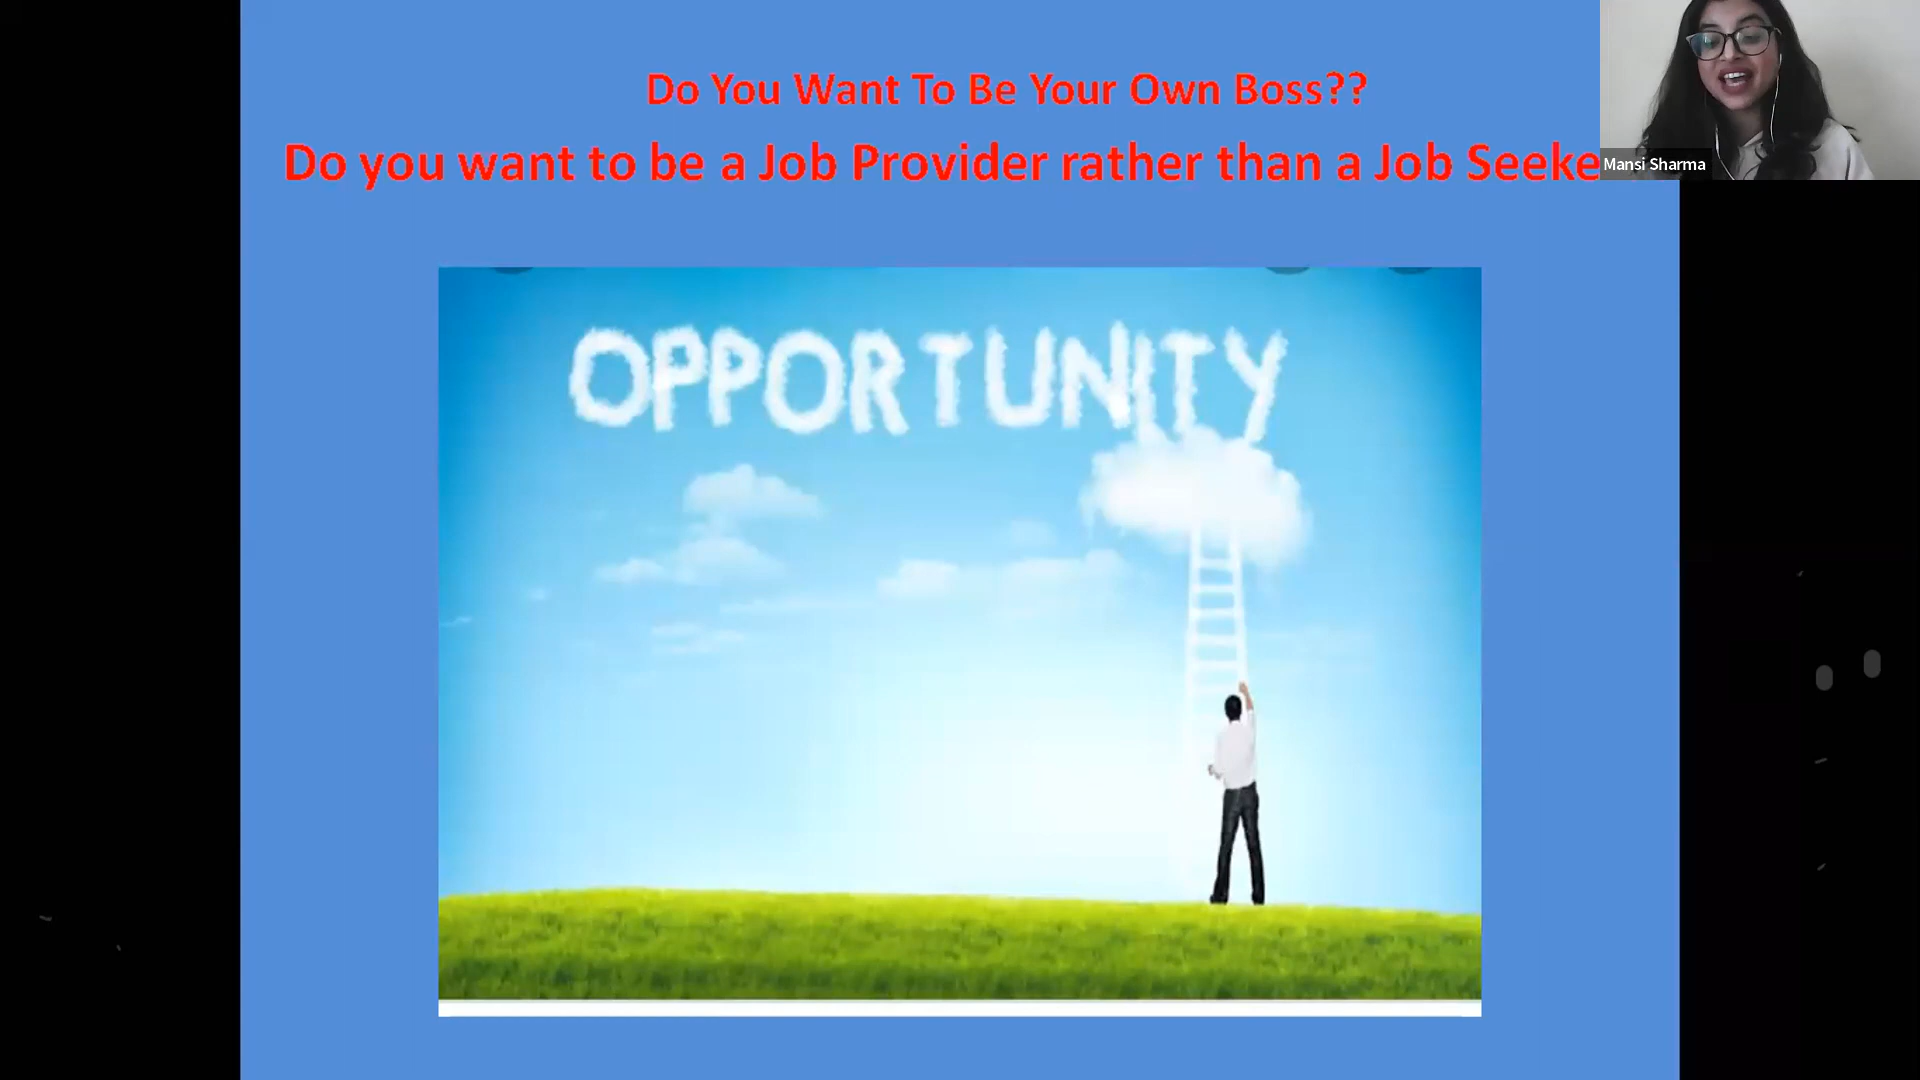 Do You Want To Be Your Own Boss??
Do you want to be a Job Provider rather than a Job Seeke
Mansi Sharma
OPPORTUNITY